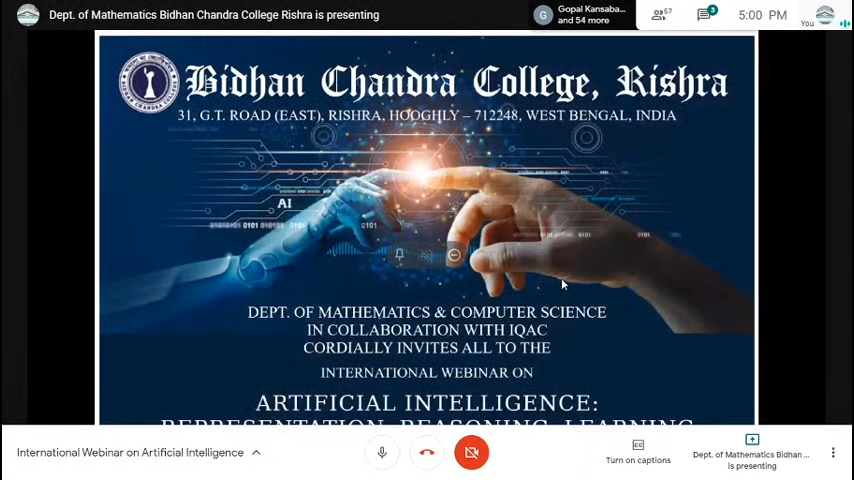 Dept. of Mathematics Bidhan Chandra College Rishra is presenting
G
Gopal Kansaba...
and 54 more
57
3
5:00 PM
You
Bidhan Chandra College, Rishra
31, G.T. ROAD (EAST), RISHRA, HOOGHLY – 712248, WEST BENGAL, INDIA
AI
DEPT. OF MATHEMATICS & COMPUTER SCIENCE
IN COLLABORATION WITH IQAC
CORDIALLY INVITES ALL TO THE
INTERNATIONAL WEBINAR ON
ARTIFICIAL INTELLIGENCE:
REPRESENTATION, REASONING, LEARNING
International Webinar on Artificial Intelligence
Turn on captions
Dept. of Mathematics Bidhan ...
is presenting